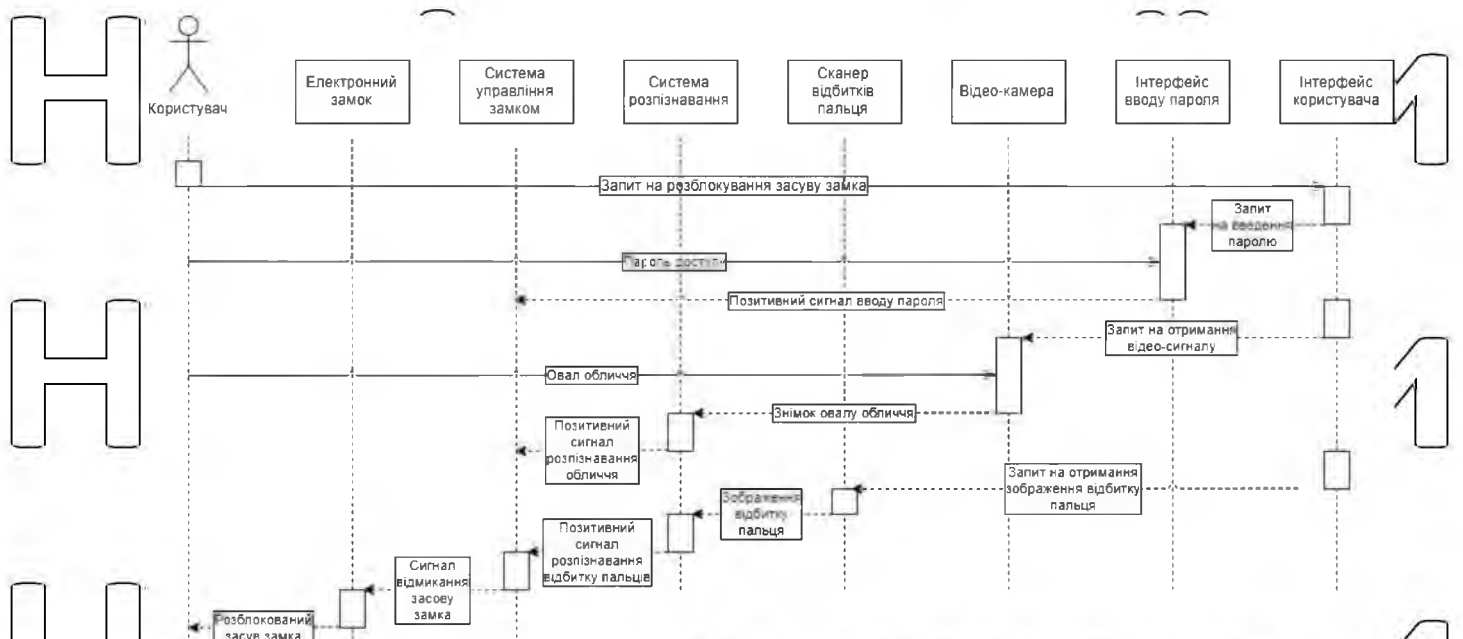 Користувач
Електронний
замок
Система
управління
замком
Система
розпізнавання
Сканер
відбитків
пальця
Відео-камера
Інтерфейс
вводу пароля
Інтерфейс
користувача
Запит на розблокування засуву замка
Запит
на введення
паролю
Пароль доступу
Позитивний сигнал вводу пароля
Запит на отримання
відео-сигналу
Овал обличчя
Знімок овалу обличчя
Позитивний
сигнал
розпізнавання
обличчя
Запит на отримання
зображення відбитку
пальця
Зображення
відбитку
пальця
Позитивний
сигнал
розпізнавання
відбитку пальців
Сигнал
відмикання
засову
замка
Розблокований
засув замка